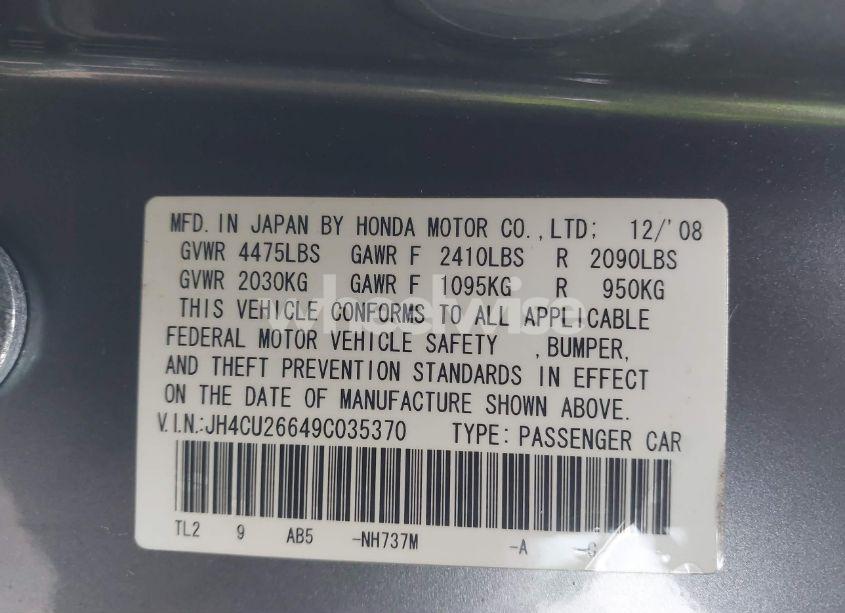 MFD. IN JAPAN BY HONDA MOTOR CO., LTD; 12/'08
GVWR 4475LBS GAWR F 2410LBS R 2090LBS
GVWR 2030KG GAWR F 1095KG R 950KG
THIS VEHICLE CONFORMS TO ALL APPLICABLE
wheelwise
FEDERAL MOTOR VEHICLE SAFETY , BUMPER,
AND THEFT PREVENTION STANDARDS IN EFFECT
ON THE DATE OF MANUFACTURE SHOWN ABOVE.
V.I.N.:JH4CU26649C035370 TYPE: PASSENGER CAR
TL2 9 AB5 -NH737M -A -C